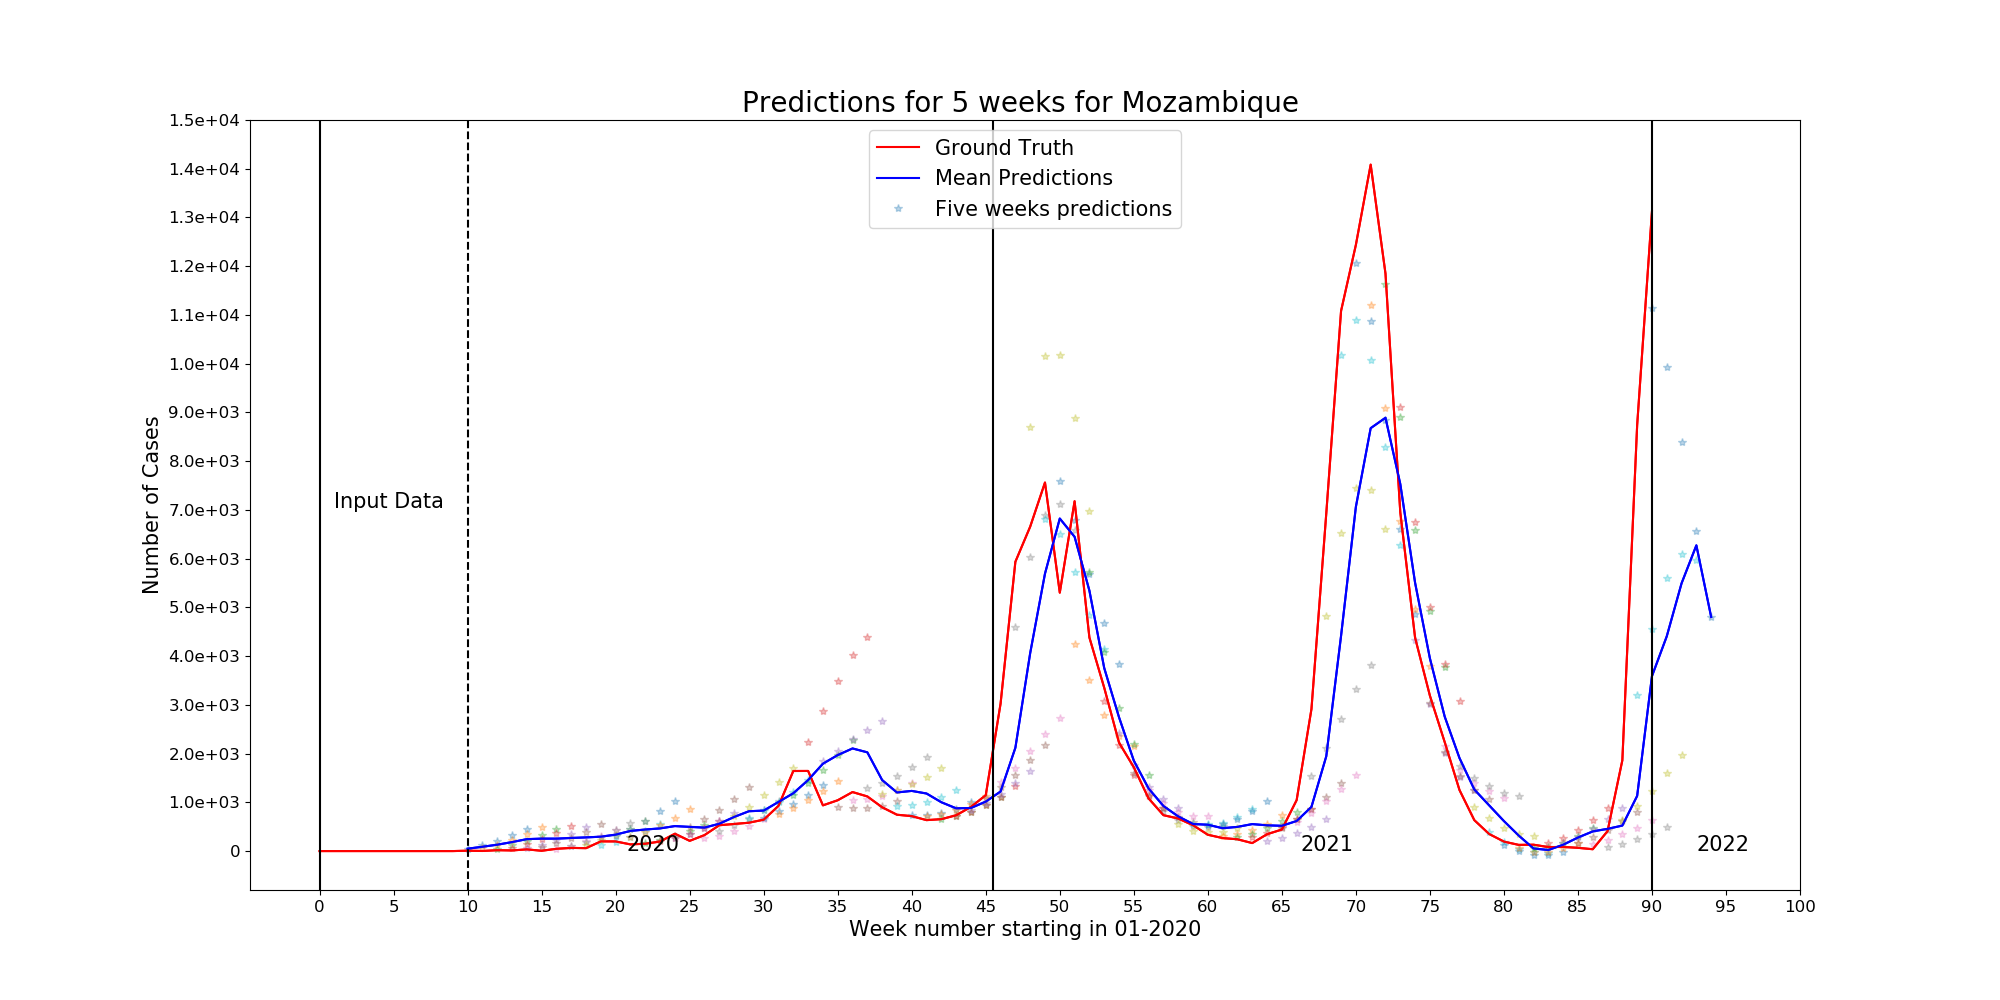 Predictions for 5 weeks for Mozambique
Ground Truth
Mean Predictions
Five weeks predictions
Number of Cases
1.5e+04
1.4e+04
1.3e+04
1.2e+04
1.1e+04
1.0e+04
9.0e+03
8.0e+03
7.0e+03
6.0e+03
5.0e+03
4.0e+03
3.0e+03
2.0e+03
1.0e+03
0
Input Data
2020
2021
2022
0 5 10 15 20 25 30 35 40 45 50 55 60 65 70 75 80 85 90 95 100
Week number starting in 01-2020